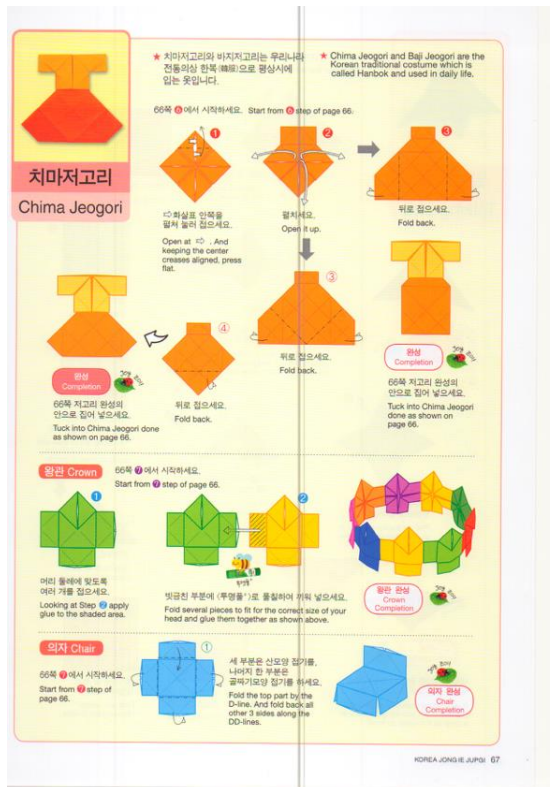 ★ 치마저고리와 바지저고리는 우리나라
전통의상 한복(韓服)으로 평상시에
입는 옷입니다.
★ Chima Jeogori and Baji Jeogori are the
Korean traditional costume which is
called Hanbok and used in daily life.
치마저고리
Chima Jeogori
66쪽 ❻에서 시작하세요. Start from ❻ step of page 66.
❶
⇨화살표 안쪽을
펼쳐 눌러 접으세요.
Open at ⇨ . And
keeping the center
creases aligned, press
flat.
❷
펼치세요.
Open it up.
❸
뒤로 접으세요.
Fold back.
③
뒤로 접으세요.
Fold back.
④
뒤로 접으세요.
Fold back.
완성
Completion
66쪽 저고리 완성의
안으로 집어 넣으세요.
Tuck into Chima Jeogori done
as shown on page 66.
완성
Completion
66쪽 저고리 완성의
안으로 집어 넣으세요.
Tuck into Chima Jeogori
done as shown on
page 66.
왕관 Crown
66쪽 ❼에서 시작하세요.
Start from ❼ step of page 66.
❶
머리 둘레에 맞도록
여러 개를 접으세요.
Looking at Step ❷ apply
glue to the shaded area.
❷
빗금친 부분에 <투명풀>로 풀칠하여 끼워 넣으세요.
Fold several pieces to fit for the correct size of your
head and glue them together as shown above.
왕관 완성
Crown
Completion
의자 Chair
66쪽 ❼에서 시작하세요.
Start from ❼ step of
page 66.
①
세 부분은 산모양 접기를,
나머지 한 부분은
골짜기모양 접기를 하세요.
Fold the top part by the
D-line. And fold back all
other 3 sides along the
DD-lines.
의자 완성
Chair
Completion
KOREA JONG IE JUPGI 67